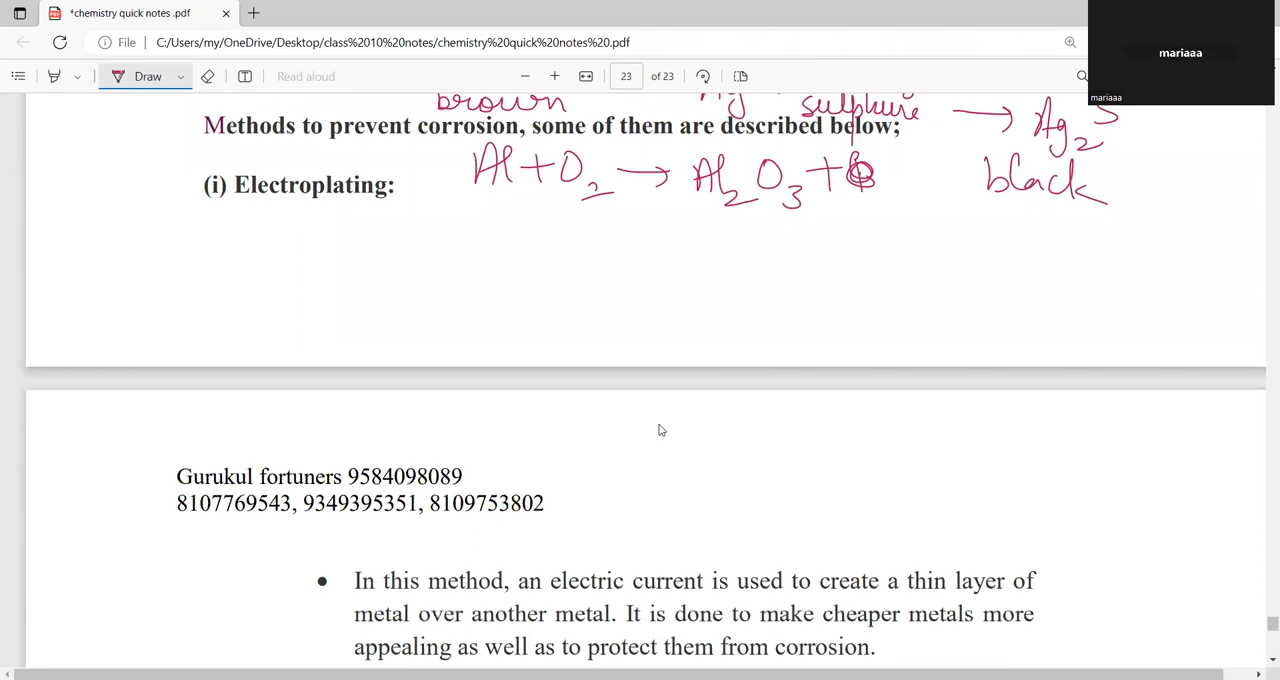 *chemistry quick notes .pdf
File C:/Users/my/OneDrive/Desktop/class%2010%20notes/chemistry%20quick%20notes%20.pdf
mariaaa
Draw
Read aloud
23 of 23
mariaaa
brown Ag sulphure → Ag2S
Methods to prevent corrosion, some of them are described below;
(i) Electroplating: Al + O2 → Al2O3 + black
Gurukul fortuners 9584098089
8107769543, 9349395351, 8109753802
• In this method, an electric current is used to create a thin layer of
metal over another metal. It is done to make cheaper metals more
appealing as well as to protect them from corrosion.